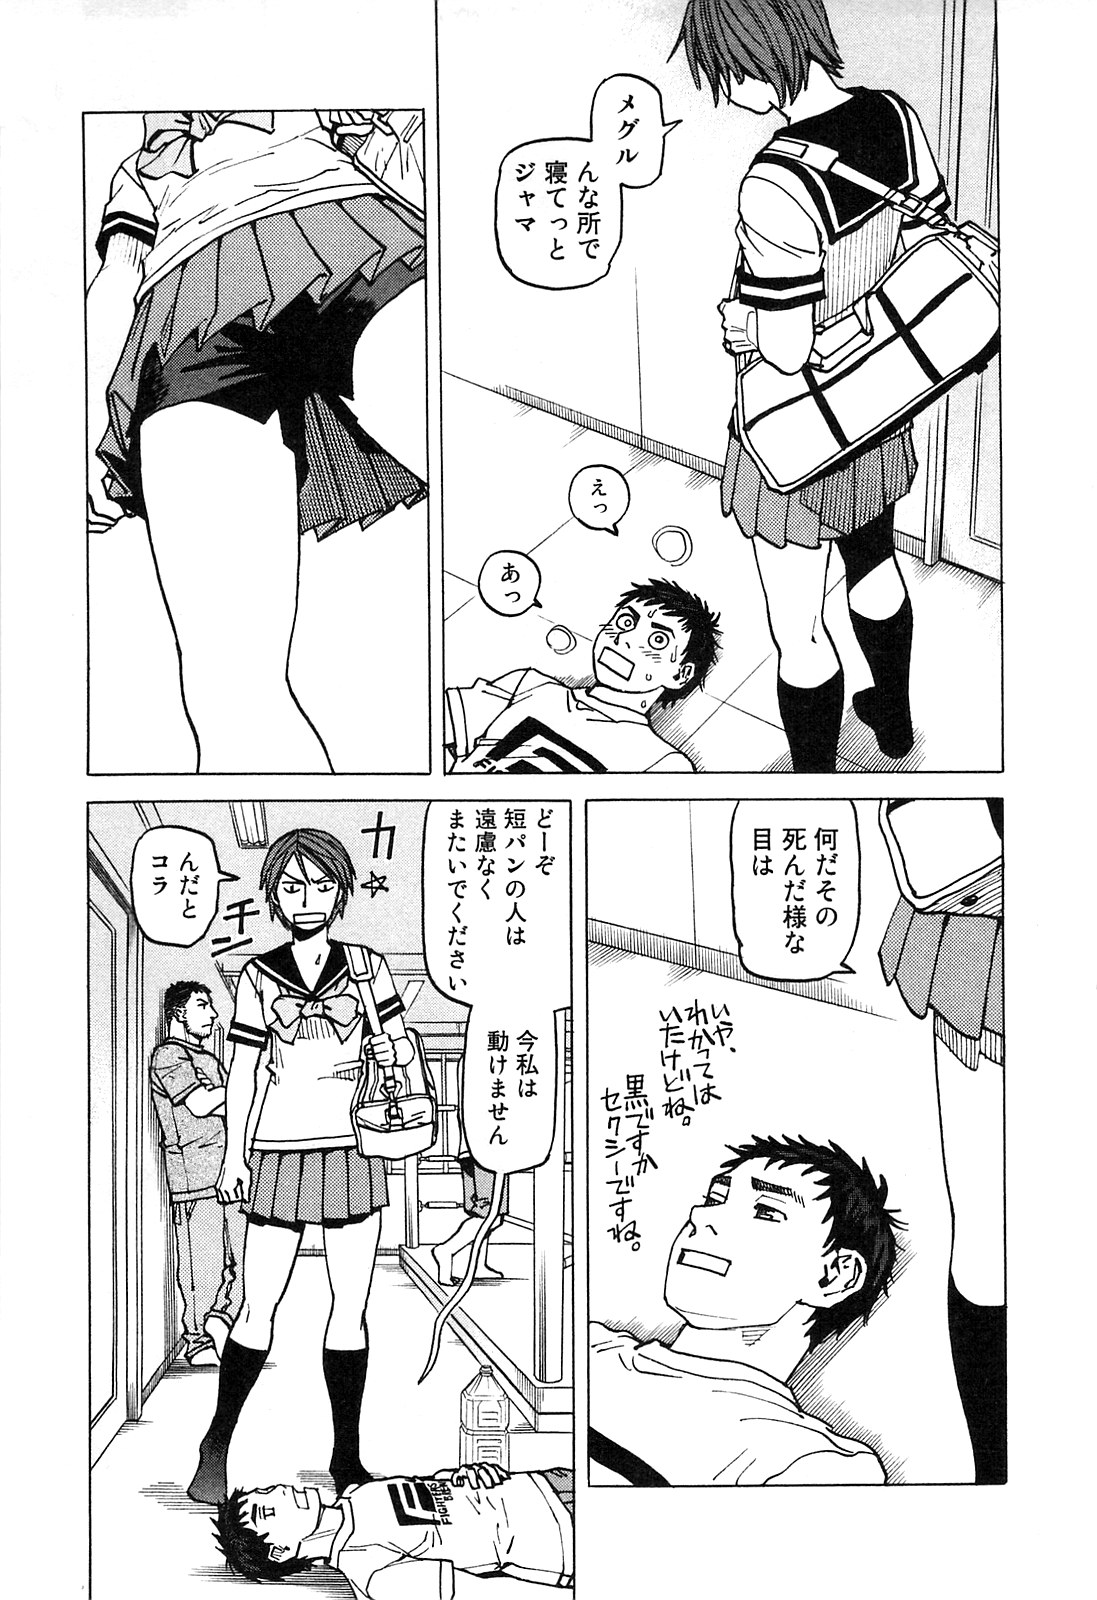 メグル
んな所で
寝てっと
ジャマ
えっ
あっ
何だその
死んだ様な
目は
いや、
わかっては
いたけどね。
黒ですか
セクシーですね。
どーぞ
短パンの人は
遠慮なく
またいでください
今私は
動けません
カ
チン
んだと
コラ